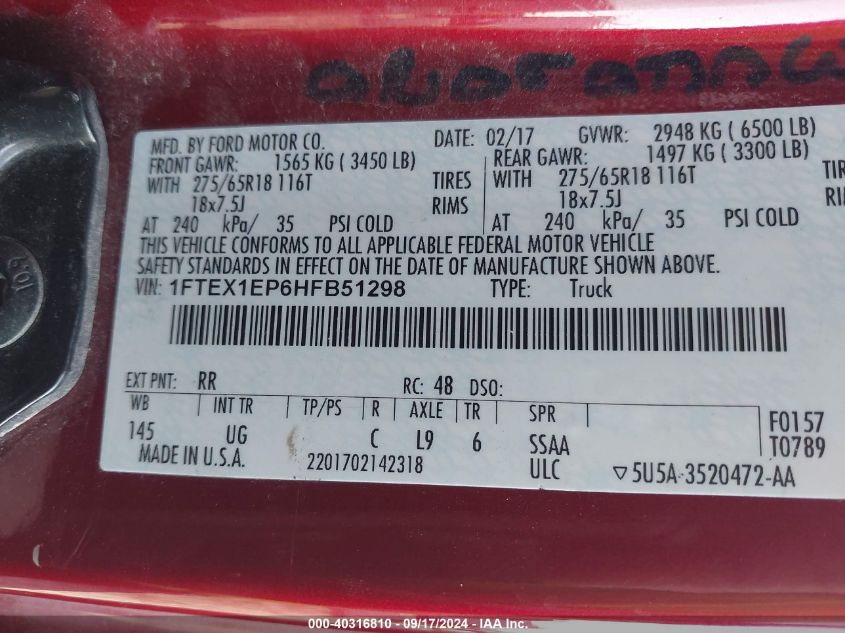 MFD. BY FORD MOTOR CO. DATE: 02/17 GVWR: 2948 KG ( 6500 LB)
FRONT GAWR: 1565 KG ( 3450 LB) REAR GAWR: 1497 KG ( 3300 LB)
WITH 275/65R18 116T TIRES WITH 275/65R18 116T TIR
18x7.5J RIMS 18x7.5J RIM
AT 240 kPa/ 35 PSI COLD AT 240 kPa/ 35 PSI COLD
THIS VEHICLE CONFORMS TO ALL APPLICABLE FEDERAL MOTOR VEHICLE
SAFETY STANDARDS IN EFFECT ON THE DATE OF MANUFACTURE SHOWN ABOVE.
VIN: 1FTEX1EP6HFB51298 TYPE: Truck
EXT PNT: RR RC: 48 DSO:
WB INT TR TP/PS R AXLE TR SPR F0157
145 UG C L9 6 SSAA T0789
MADE IN U.S.A. 2201702142318 ULC ▽5U5A-3520472-AA
000-40316810 - 09/17/2024 - IAA Inc.